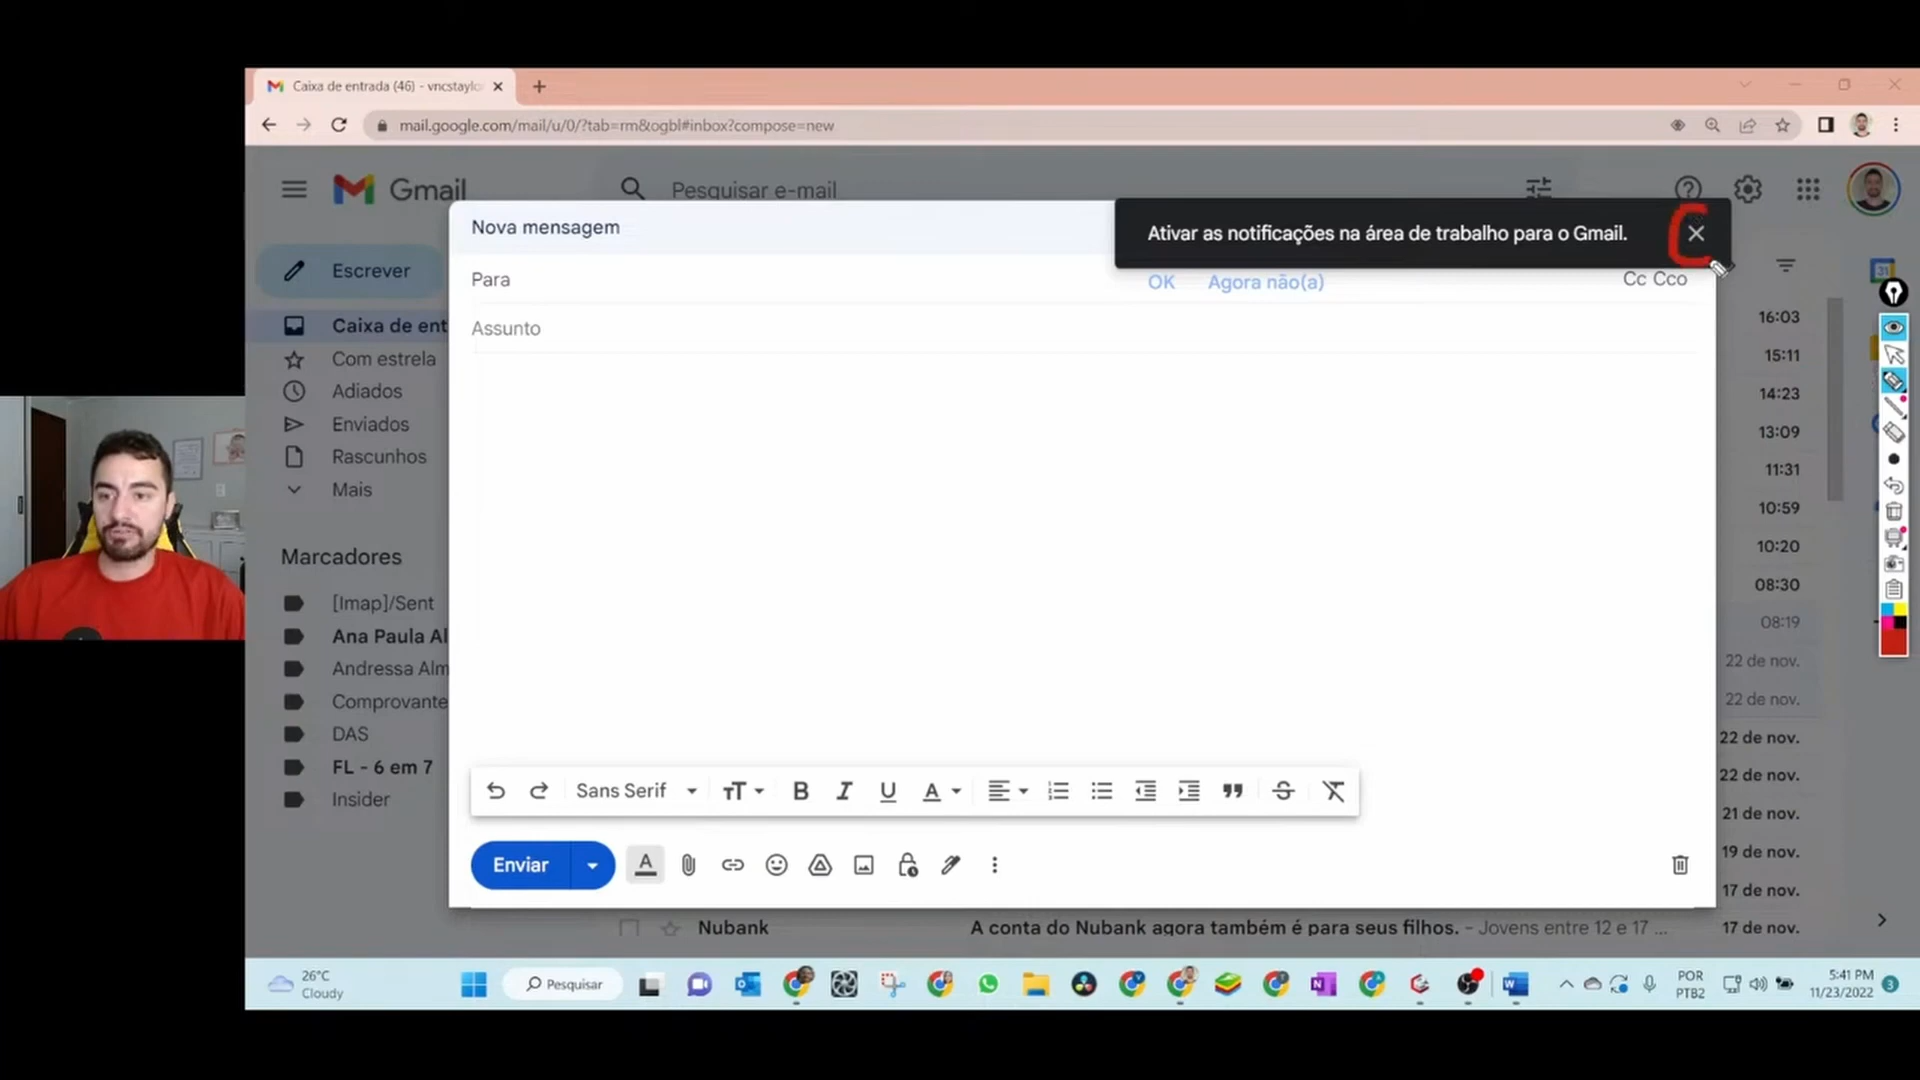 Caixa de entrada (46) - vncstaylo
mail.google.com/mail/u/0/?tab=rm&ogbl#inbox?compose=new
Gmail
Pesquisar e-mail
Nova mensagem
Ativar as notificações na área de trabalho para o Gmail.
Escrever
Para
OK Agora não(a)
Cc Cco
Assunto
Caixa de ent
Com estrela
Adiados
Enviados
Rascunhos
Mais
Marcadores
[Imap]/Sent
Ana Paula Al
Andressa Alm
Comprovante
DAS
FL - 6 em 7
Insider
31
16:03
15:11
14:23
13:09
11:31
10:59
10:20
08:30
08:19
22 de nov.
22 de nov.
22 de nov.
22 de nov.
21 de nov.
19 de nov.
17 de nov.
Sans Serif
Enviar
Nubank A conta do Nubank agora também é para seus filhos. - Jovens entre 12 e 17 ... 17 de nov.
26°C
Cloudy
Pesquisar
POR
PTB2
5:41 PM
11/23/2022
3